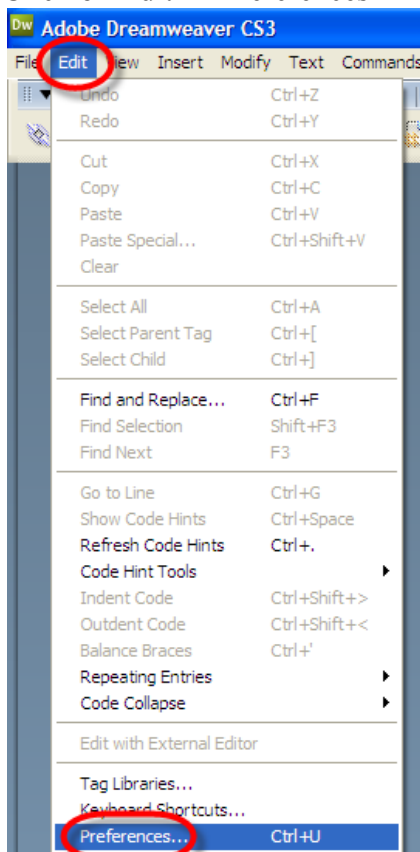 Dw Adobe Dreamweaver CS3
File Edit View Insert Modify Text Commands
Undo Ctrl+Z
Redo Ctrl+Y
Cut Ctrl+X
Copy Ctrl+C
Paste Ctrl+V
Paste Special... Ctrl+Shift+V
Clear
Select All Ctrl+A
Select Parent Tag Ctrl+[
Select Child Ctrl+]
Find and Replace... Ctrl+F
Find Selection Shift+F3
Find Next F3
Go to Line Ctrl+G
Show Code Hints Ctrl+Space
Refresh Code Hints Ctrl+.
Code Hint Tools
Indent Code Ctrl+Shift+>
Outdent Code Ctrl+Shift+<
Balance Braces Ctrl+'
Repeating Entries
Code Collapse
Edit with External Editor
Tag Libraries...
Keyboard Shortcuts...
Preferences... Ctrl+U